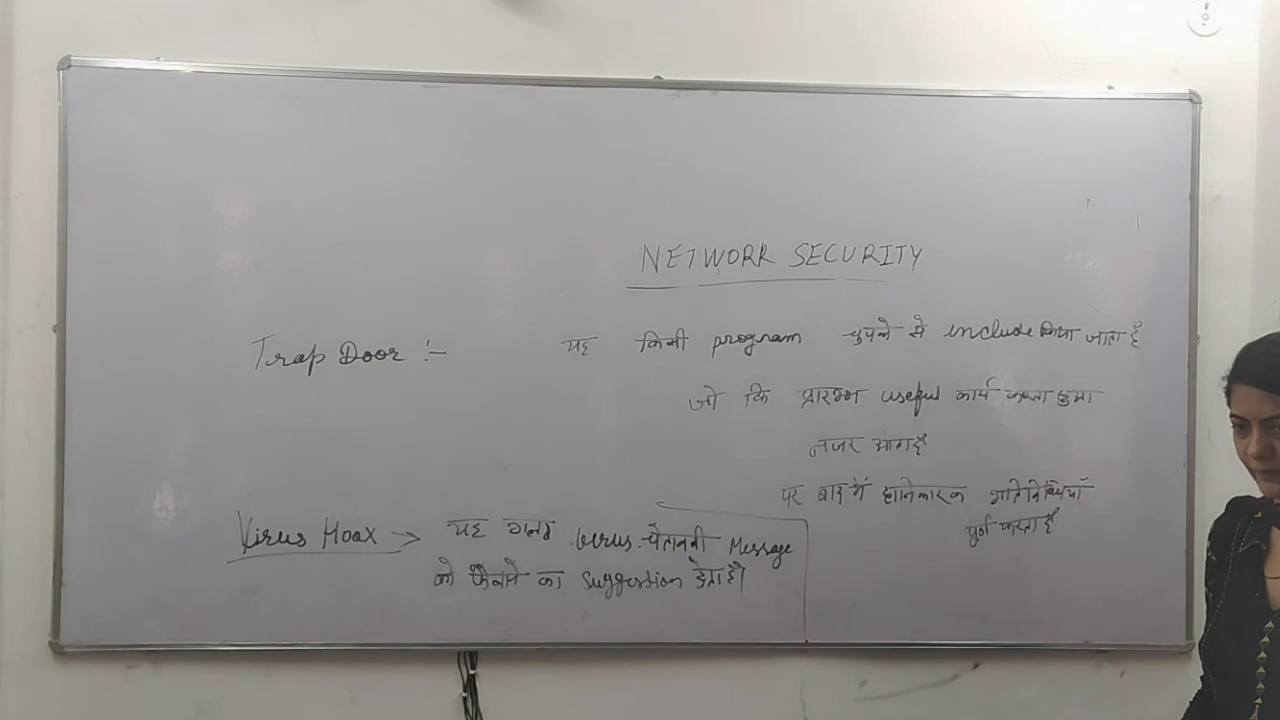 NETWORK SECURITY
Trap Door :- यह किसी program चुपके से include किया जाता है
जो कि प्रारम्भ useful कार्य करता हुआ
नजर आता है
पर बाद में हानिकारक गतिविधियाँ
पूर्ण करता है
Virus Hoax → यह गलत virus चेतावनी Message
को फैलाने का suggestion देता है।